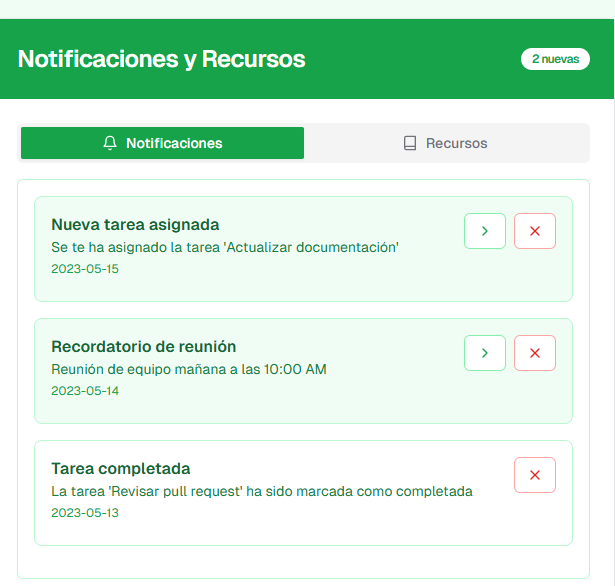 Notificaciones y Recursos
2 nuevas
Notificaciones
Recursos
Nueva tarea asignada
Se te ha asignado la tarea 'Actualizar documentación'
2023-05-15
Recordatorio de reunión
Reunión de equipo mañana a las 10:00 AM
2023-05-14
Tarea completada
La tarea 'Revisar pull request' ha sido marcada como completada
2023-05-13